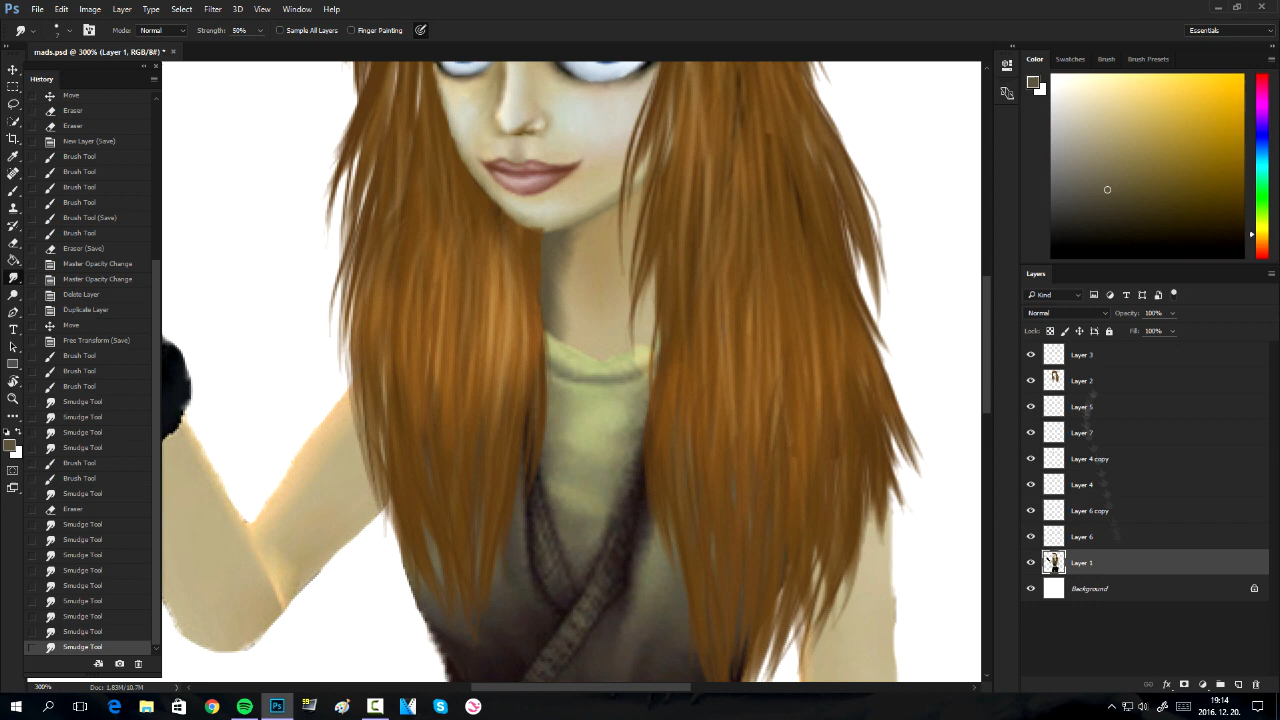 Ps File Edit Image Layer Type Select Filter 3D View Window Help
7 Mode: Normal Strength: 50% Sample All Layers Finger Painting Essentials
mads.psd @ 300% (Layer 1, RGB/8#) *
History
Move
Eraser
Eraser
New Layer (Save)
Brush Tool
Brush Tool
Brush Tool
Brush Tool
Brush Tool (Save)
Brush Tool
Eraser (Save)
Master Opacity Change
Master Opacity Change
Delete Layer
Duplicate Layer
Move
Free Transform (Save)
Brush Tool
Brush Tool
Brush Tool
Smudge Tool
Smudge Tool
Smudge Tool
Smudge Tool
Brush Tool
Brush Tool
Smudge Tool
Eraser
Smudge Tool
Smudge Tool
Smudge Tool
Smudge Tool
Smudge Tool
Smudge Tool
Smudge Tool
Smudge Tool
Smudge Tool
Color Swatches Brush Brush Presets
Layers
Kind
Normal Opacity: 100%
Lock: Fill: 100%
Layer 3
Layer 2
Layer 5
Layer 7
Layer 4 copy
Layer 4
Layer 6 copy
Layer 6
Layer 1
Background
300% Doc: 1,83M/10,7M
19:14
2016. 12. 20.